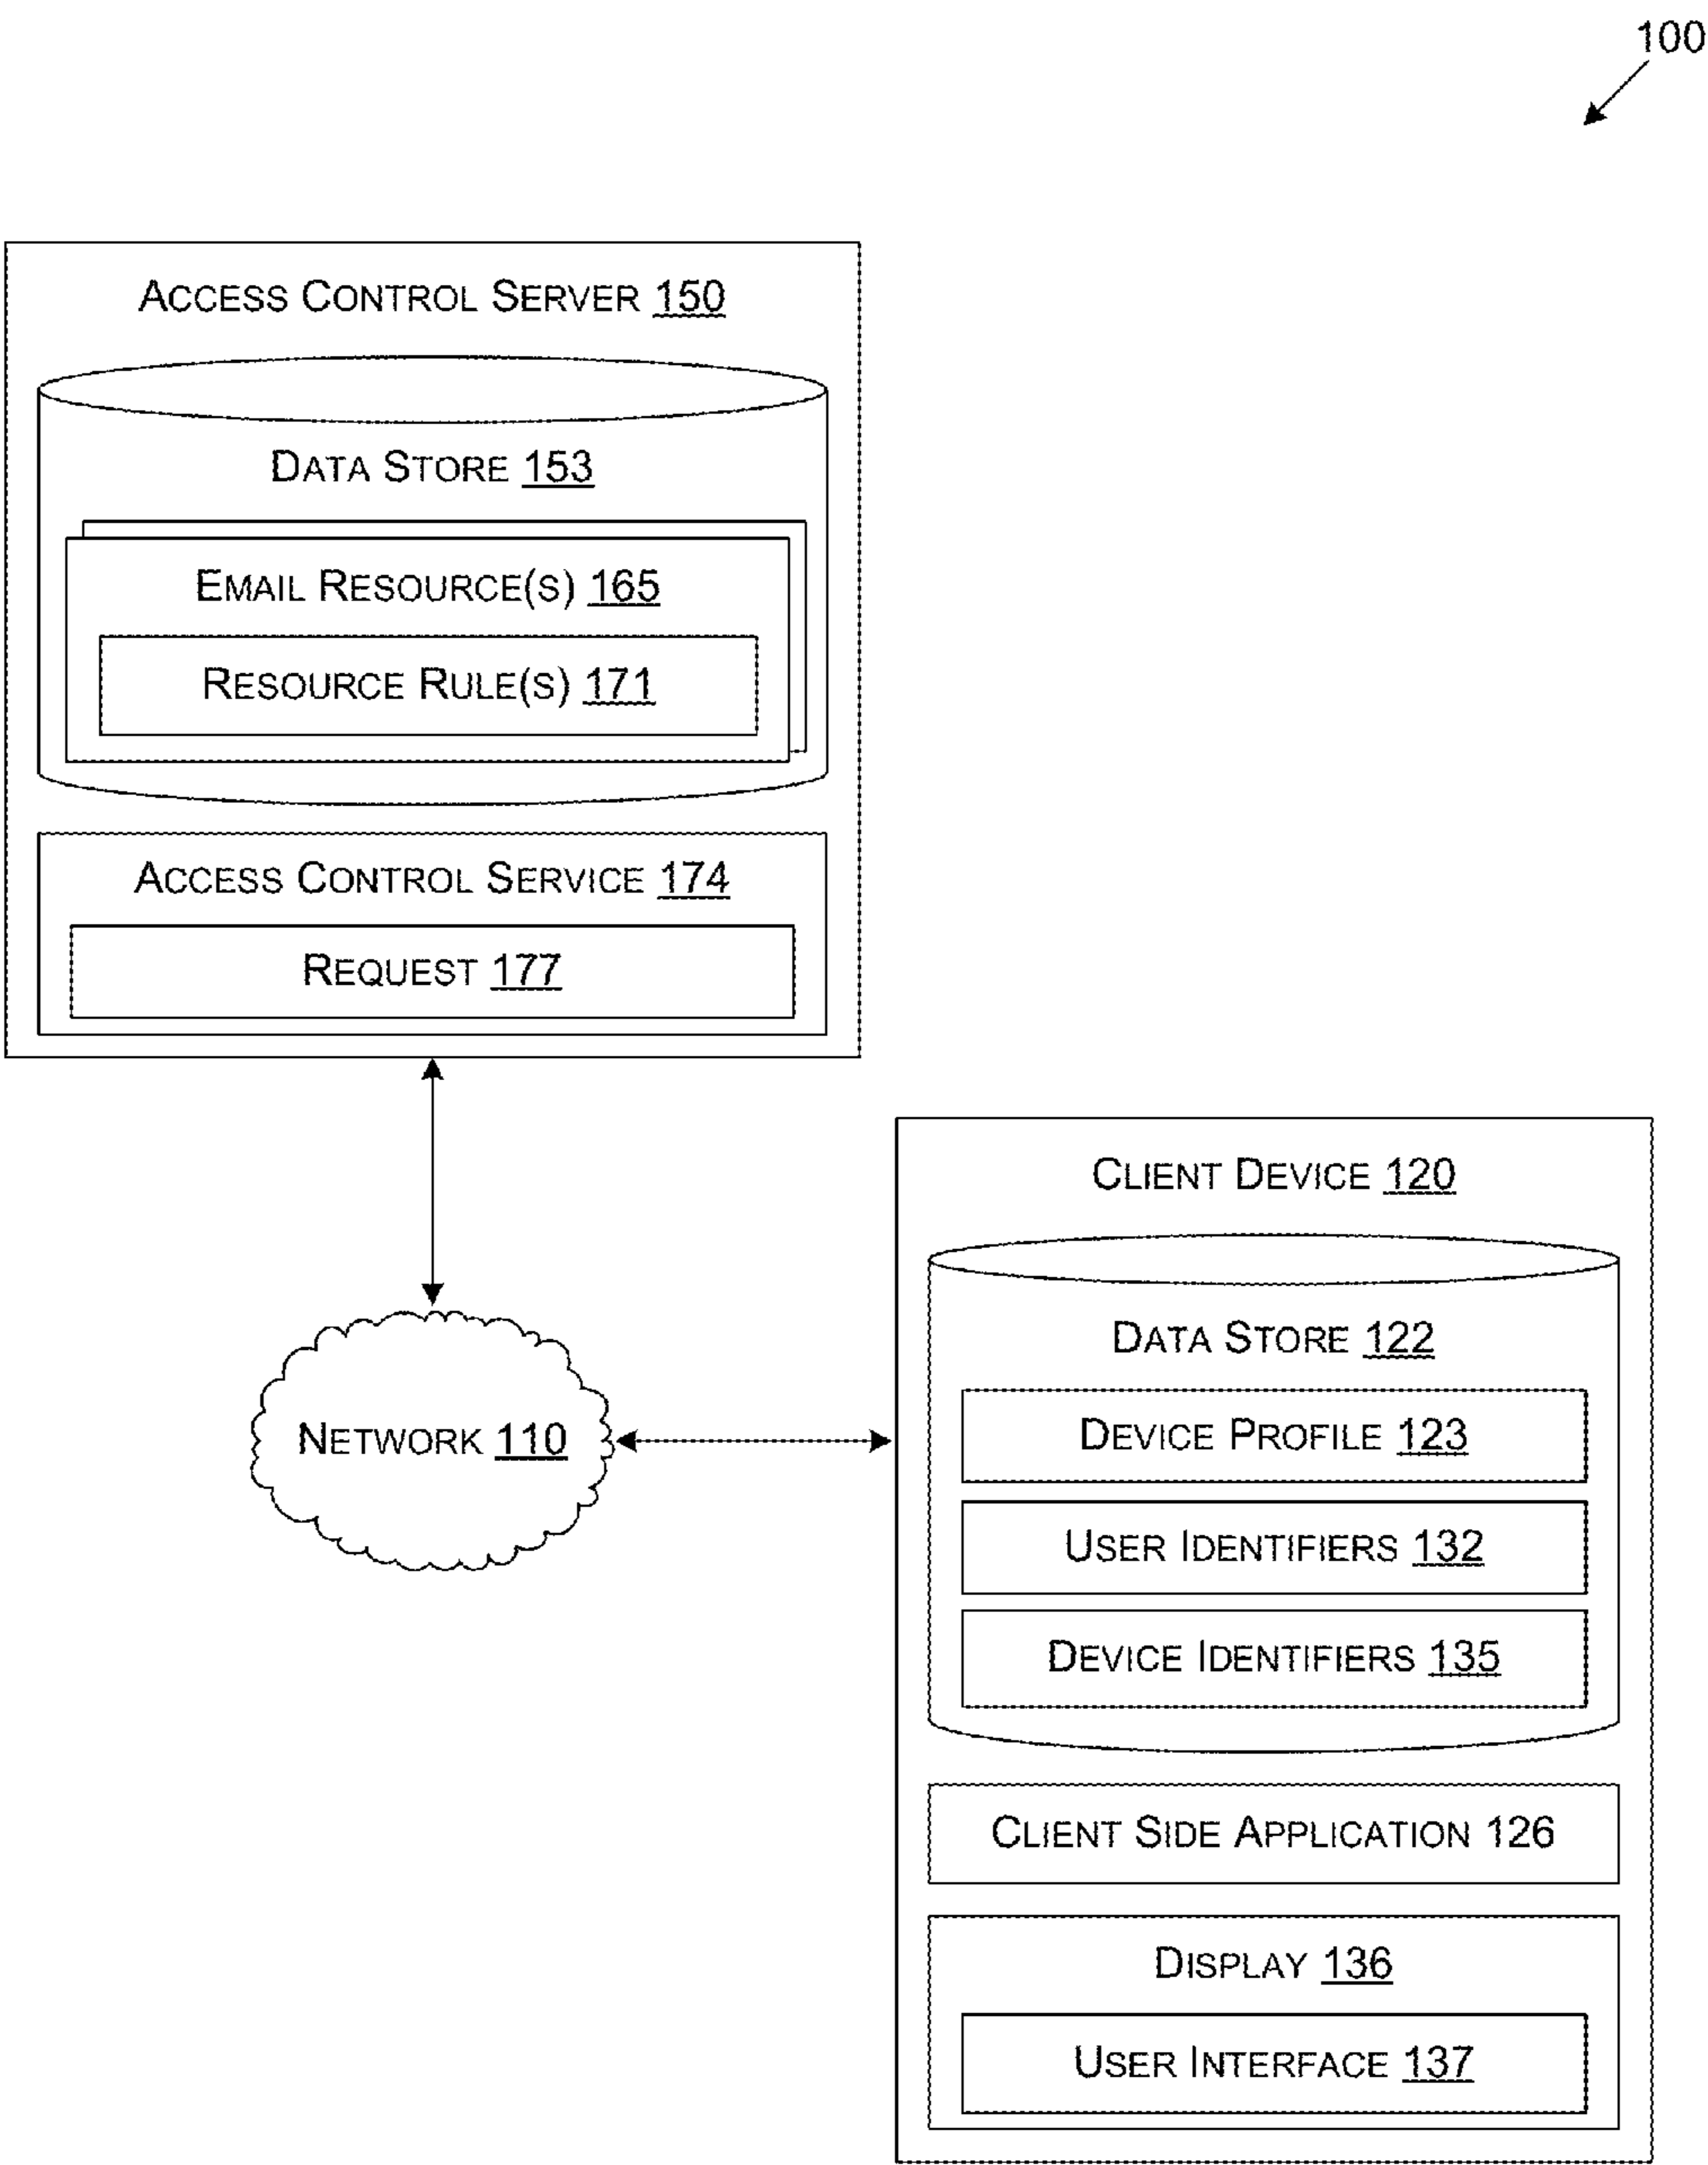 100
ACCESS CONTROL SERVER 150
DATA STORE 153
EMAIL RESOURCE(S) 165
RESOURCE RULE(S) 171
ACCESS CONTROL SERVICE 174
REQUEST 177
NETWORK 110
CLIENT DEVICE 120
DATA STORE 122
DEVICE PROFILE 123
USER IDENTIFIERS 132
DEVICE IDENTIFIERS 135
CLIENT SIDE APPLICATION 126
DISPLAY 136
USER INTERFACE 137